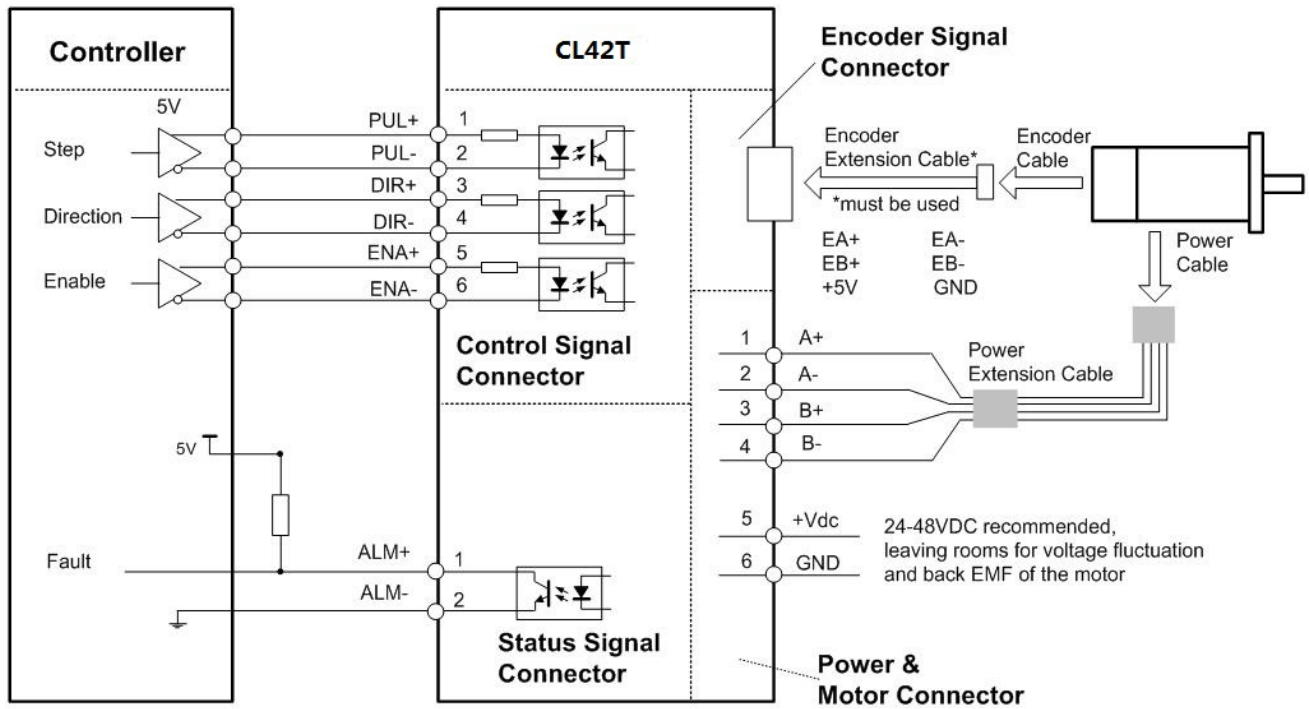 Controller
CL42T
Encoder Signal
Connector
5V
Step
Direction
Enable
PUL+
PUL-
DIR+
DIR-
ENA+
ENA-
1
2
3
4
5
6
Control Signal
Connector
Encoder
Extension Cable*
*must be used
Encoder
Cable
EA+ EA-
EB+ EB-
+5V GND
Power
Cable
1 A+
2 A-
3 B+
4 B-
Power
Extension Cable
5 +Vdc
6 GND
24-48VDC recommended,
leaving rooms for voltage fluctuation
and back EMF of the motor
5V
Fault
ALM+ 1
ALM- 2
Status Signal
Connector
Power &
Motor Connector